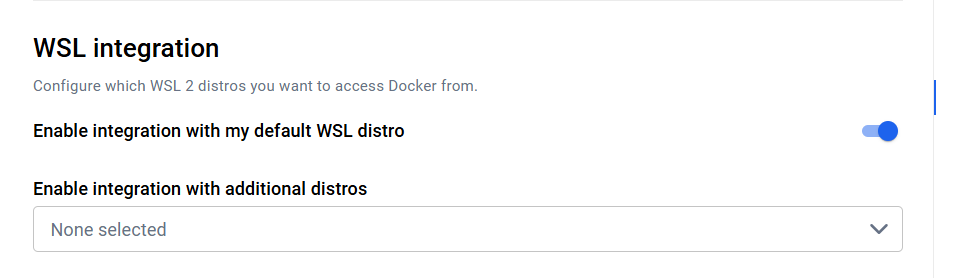 WSL integration
Configure which WSL 2 distros you want to access Docker from.
Enable integration with my default WSL distro
Enable integration with additional distros
None selected